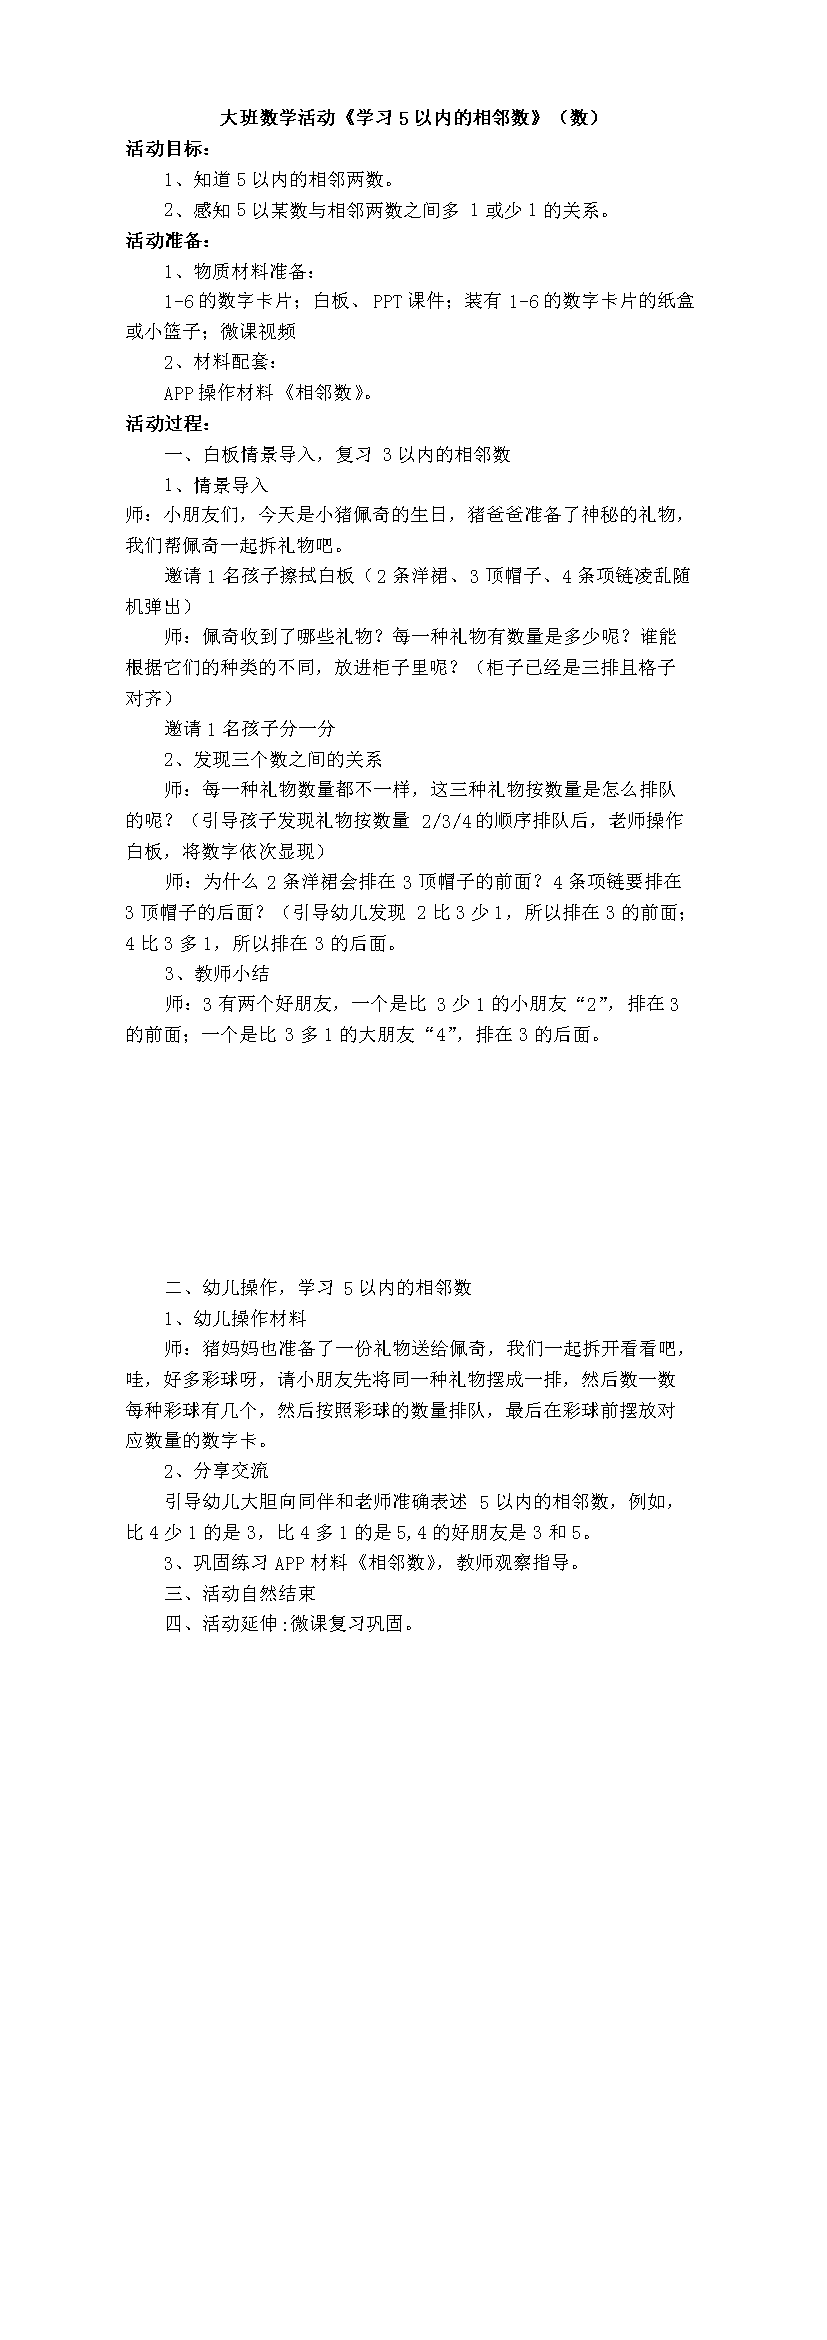 大班数学活动《学习5以内的相邻数》（数）
活动目标：
1、知道5以内的相邻两数。
2、感知5以某数与相邻两数之间多 1或少1的关系。
活动准备：
1、物质材料准备：
1-6的数字卡片；白板、PPT课件；装有1-6的数字卡片的纸盒
或小篮子；微课视频
2、材料配套：
APP操作材料《相邻数》。
活动过程：
一、白板情景导入，复习 3以内的相邻数
1、情景导入
师：小朋友们，今天是小猪佩奇的生日，猪爸爸准备了神秘的礼物，
我们帮佩奇一起拆礼物吧。
邀请1名孩子擦拭白板（2条洋裙、3顶帽子、4条项链凌乱随
机弹出）
师：佩奇收到了哪些礼物？每一种礼物有数量是多少呢？谁能
根据它们的种类的不同，放进柜子里呢？（柜子已经是三排且格子
对齐）
邀请1名孩子分一分
2、发现三个数之间的关系
师：每一种礼物数量都不一样，这三种礼物按数量是怎么排队
的呢？（引导孩子发现礼物按数量 2/3/4的顺序排队后，老师操作
白板，将数字依次显现）
师：为什么2条洋裙会排在3顶帽子的前面？4条项链要排在
3顶帽子的后面？（引导幼儿发现 2比3少1，所以排在3的前面；
4比3多1，所以排在3的后面。
3、教师小结
师：3有两个好朋友，一个是比 3少1的小朋友“2”，排在3
的前面；一个是比3多1的大朋友“4”，排在3的后面。
二、幼儿操作，学习 5以内的相邻数
1、幼儿操作材料
师：猪妈妈也准备了一份礼物送给佩奇，我们一起拆开看看吧，
哇，好多彩球呀，请小朋友先将同一种礼物摆成一排，然后数一数
每种彩球有几个，然后按照彩球的数量排队，最后在彩球前摆放对
应数量的数字卡。
2、分享交流
引导幼儿大胆向同伴和老师准确表述 5以内的相邻数，例如，
比4少1的是3，比4多1的是5,4的好朋友是3和5。
3、巩固练习APP材料《相邻数》，教师观察指导。
三、活动自然结束
四、活动延伸:微课复习巩固。